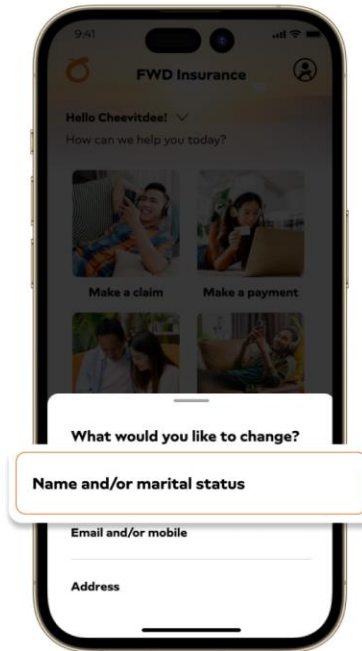 9:41
FWD Insurance
Hello Cheevitdee!
How can we help you today?
Make a claim
Make a payment
What would you like to change?
Name and/or marital status
Email and/or mobile
Address